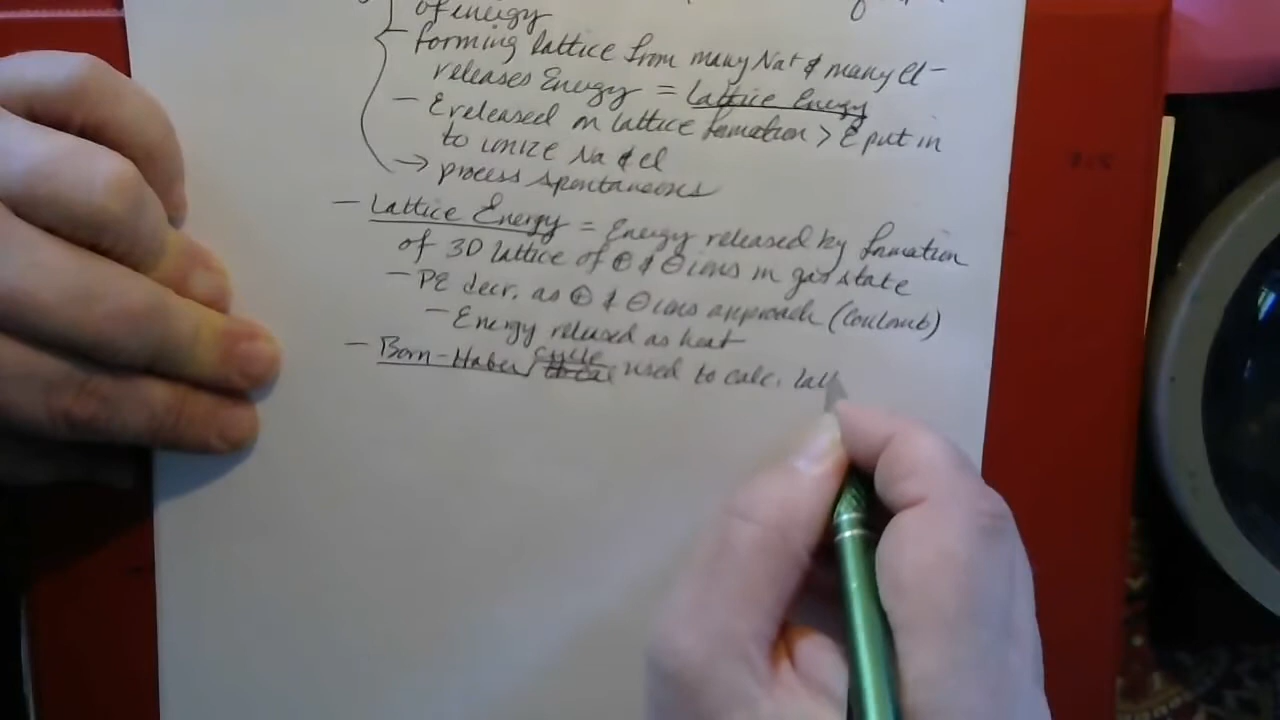 of energy
- forming lattice from many Na+ & many Cl-
releases Energy = Lattice Energy
- E released in lattice formation > E put in
to ionize Na & Cl
→ process spontaneous
- Lattice Energy = Energy released by formation
of 3D lattice of ⊕ & ⊖ ions in gas state
- PE decr. as ⊕ & ⊖ ions approach (Coulomb)
- Energy released as heat
- Born-Haber cycle used to calc. latt